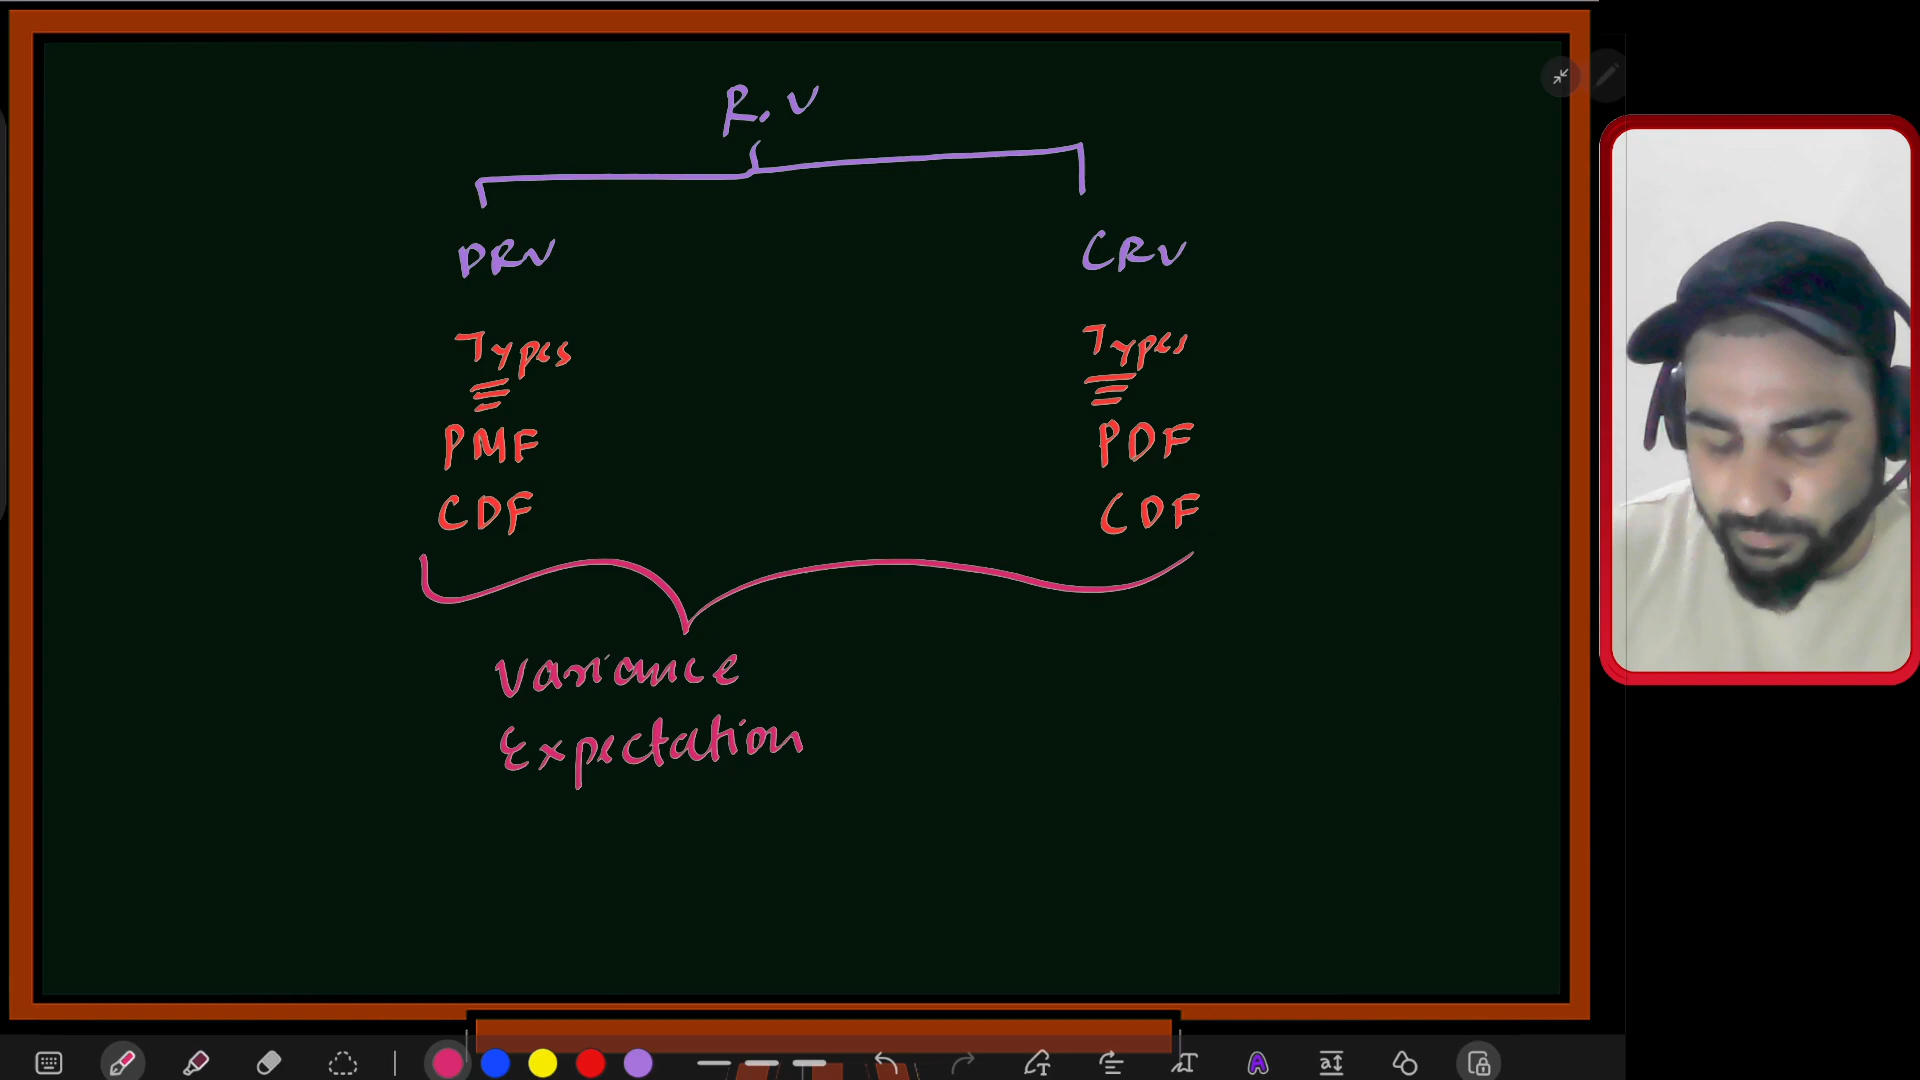 R.V
DRV
CRV
Types
Types
PMF
PDF
CDF
CDF
Variance
Expectation